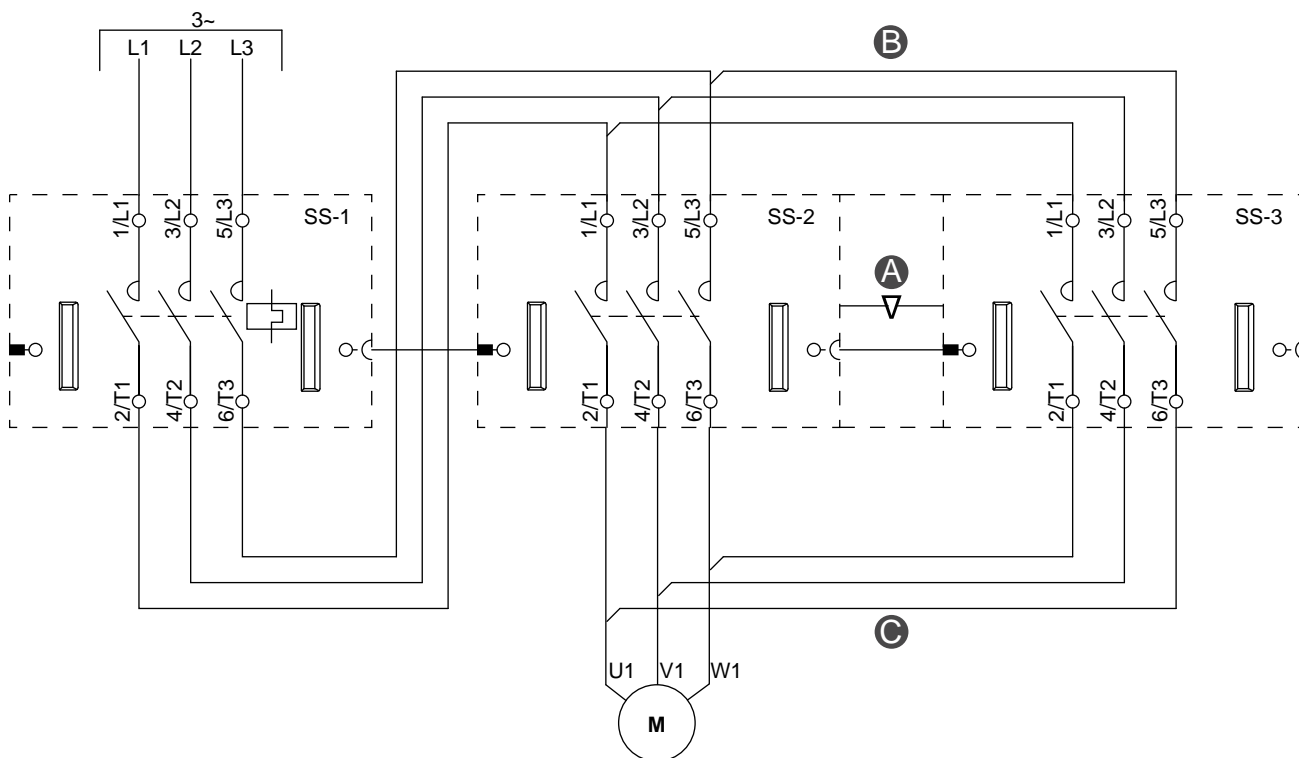 3~
L1 L2 L3
B
1/L1 3/L2 5/L3 SS-1
1/L1 3/L2 5/L3 SS-2
1/L1 3/L2 5/L3 SS-3
A
2/T1 4/T2 6/T3
2/T1 4/T2 6/T3
2/T1 4/T2 6/T3
C
U1 V1 W1
M